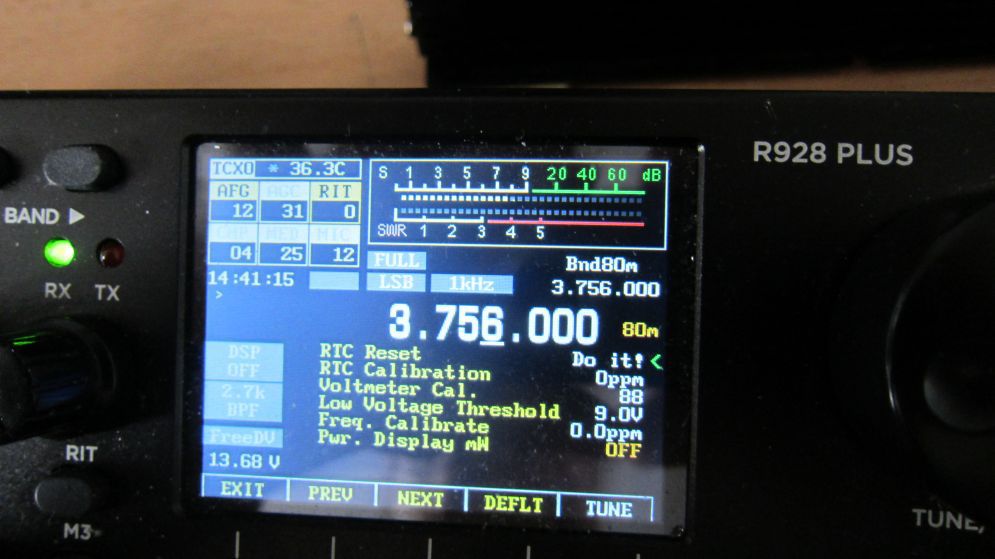 R928 PLUS
TCXO * 36.3C
AFG AGC RIT
12 31 0
CMP MED MIC
04 25 12
S 1 3 5 7 9 20 40 60 dB
SWR 1 2 3 4 5
BAND ▶
RX TX
14:41:15
>
FULL
LSB 1kHz
Bnd80m
3.756.000
3.756.000 80m
DSP
OFF
2.7k
BPF
FreeDV
13.68 V
RTC Reset Do it! <
RTC Calibration 0ppm
Voltmeter Cal. 88
Low Voltage Threshold 9.0V
Freq. Calibrate 0.0ppm
Pwr. Display mW OFF
EXIT PREV NEXT DEFLT TUNE
RIT
M3
TUNE,